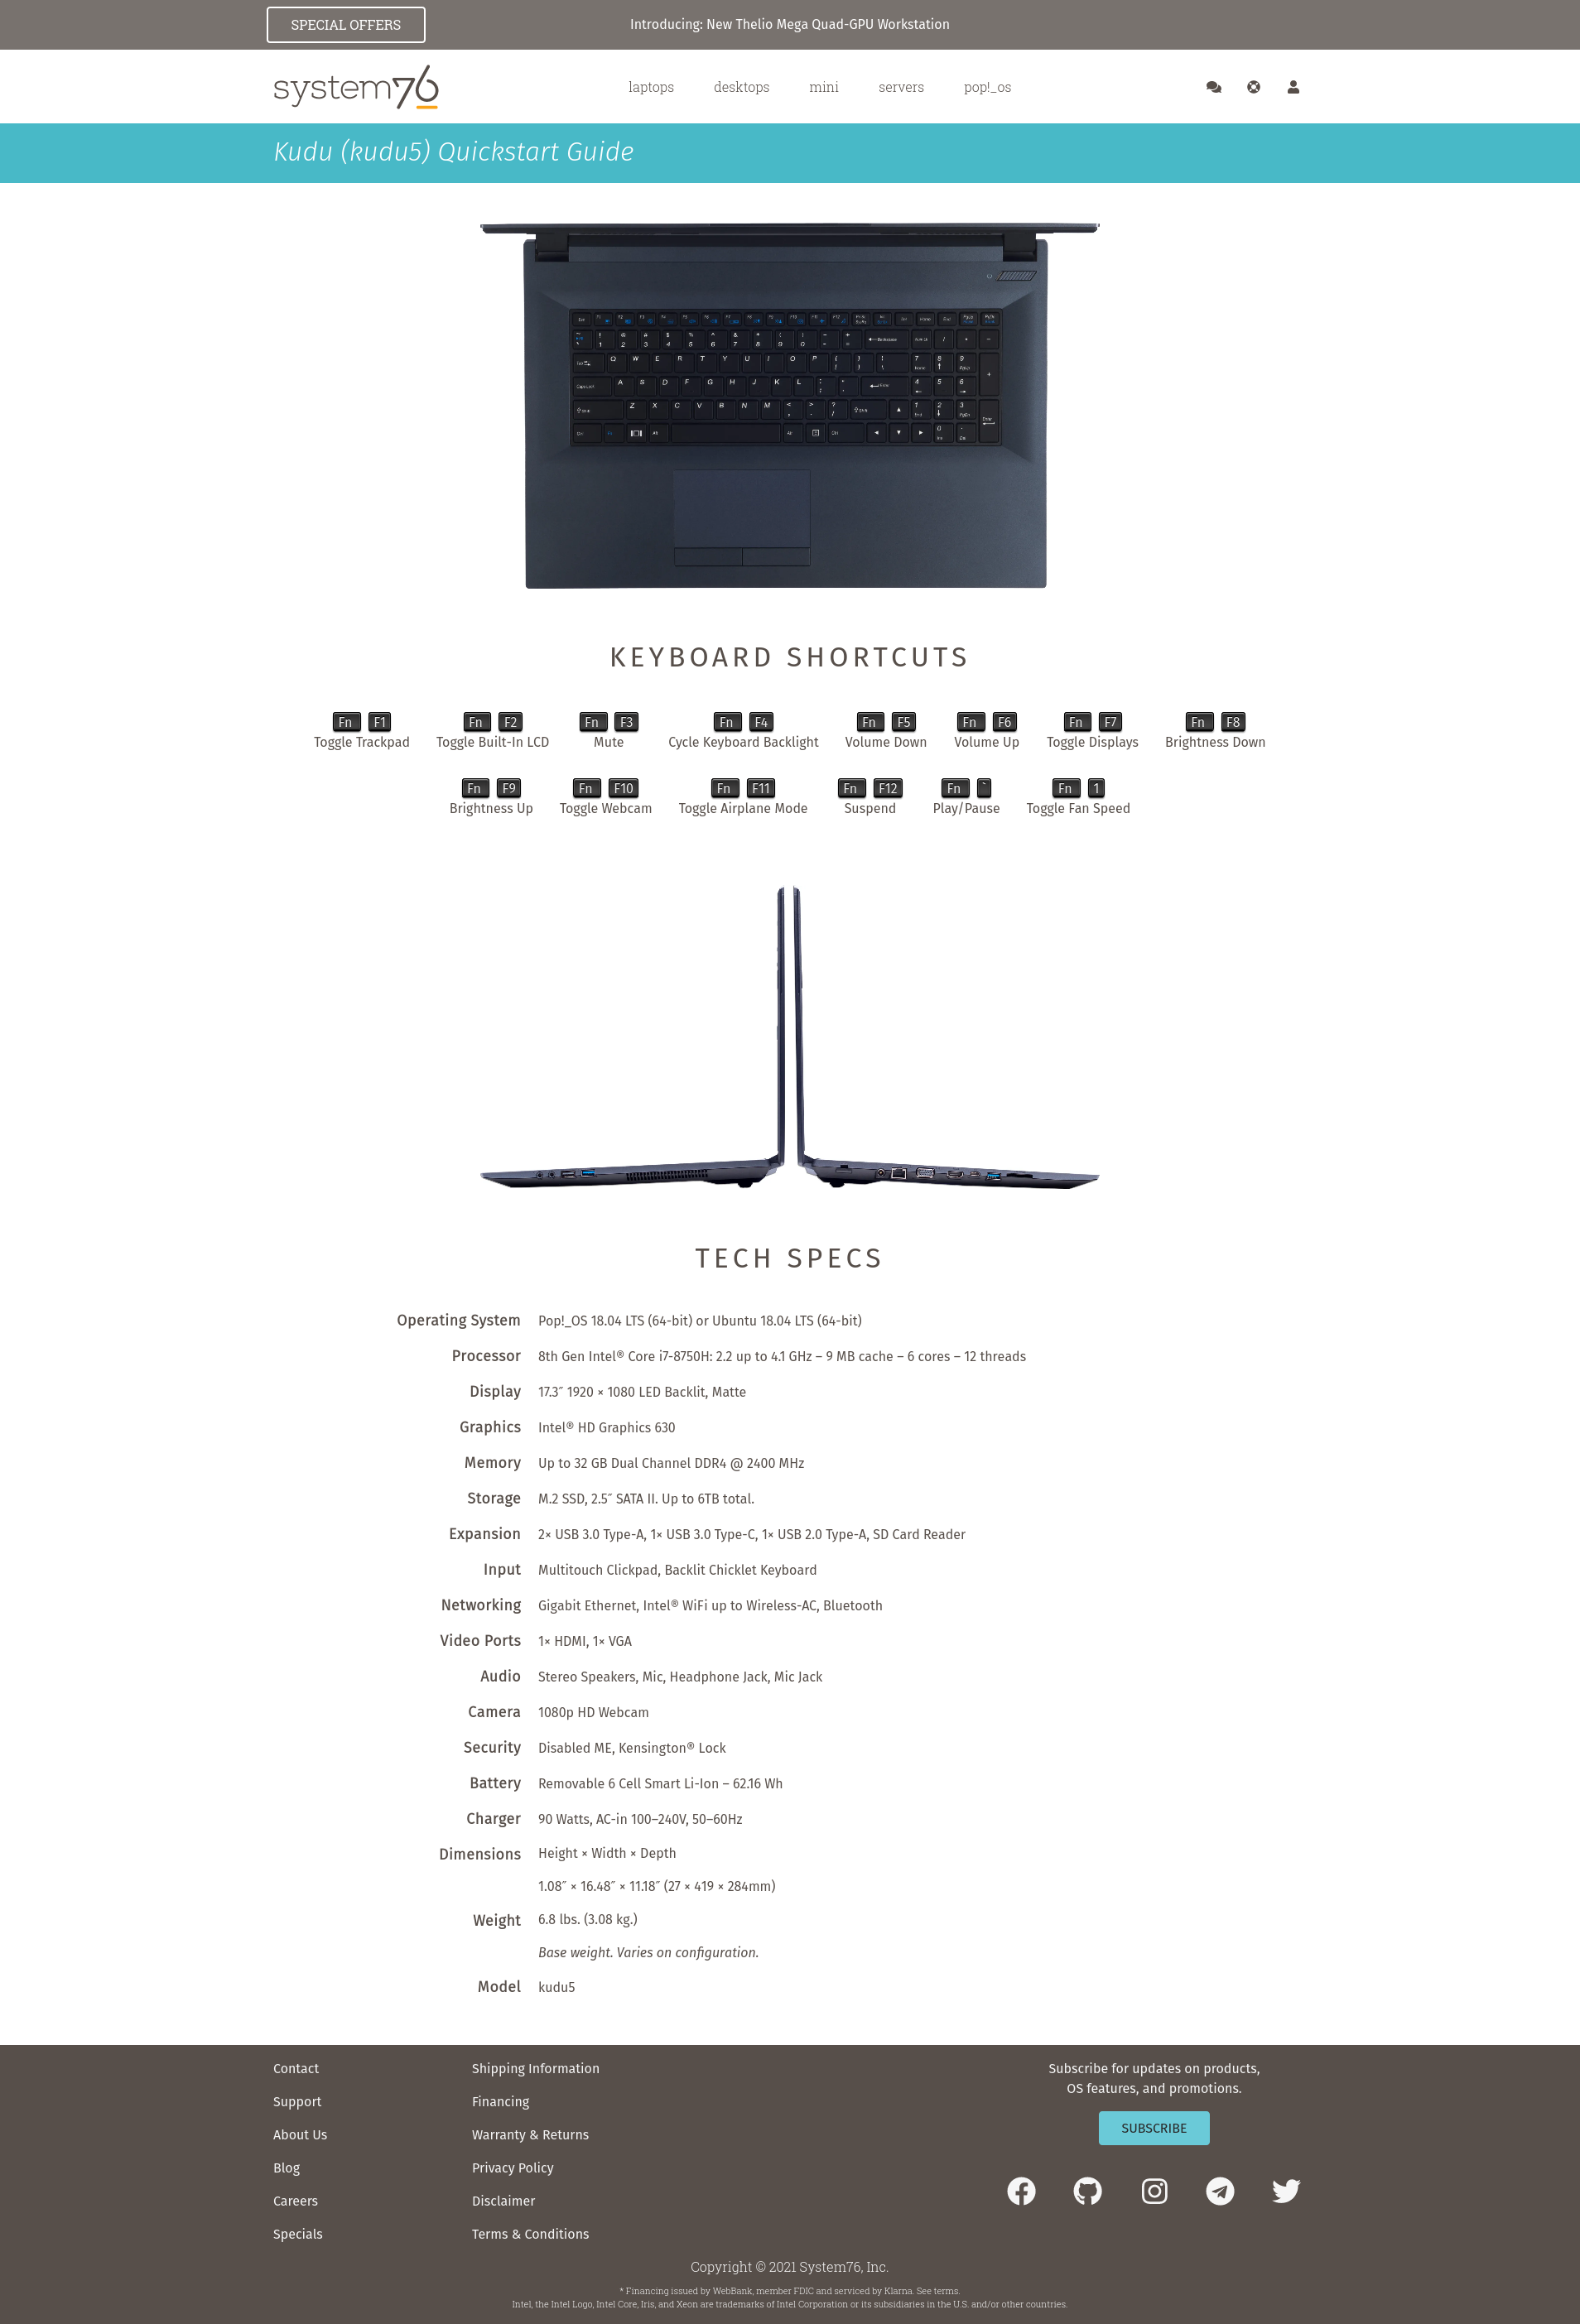 SPECIAL OFFERS
Introducing: New Thelio Mega Quad-GPU Workstation
system76
laptops desktops mini servers pop!_os
Kudu (kudu5) Quickstart Guide
KEYBOARD SHORTCUTS
Fn F1 Fn F2 Fn F3 Fn F4 Fn F5 Fn F6 Fn F7 Fn F8
Toggle Trackpad Toggle Built-In LCD Mute Cycle Keyboard Backlight Volume Down Volume Up Toggle Displays Brightness Down
Fn F9 Fn F10 Fn F11 Fn F12 Fn ` Fn 1
Brightness Up Toggle Webcam Toggle Airplane Mode Suspend Play/Pause Toggle Fan Speed
TECH SPECS
Operating System Pop!_OS 18.04 LTS (64-bit) or Ubuntu 18.04 LTS (64-bit)
Processor 8th Gen Intel® Core i7-8750H: 2.2 up to 4.1 GHz – 9 MB cache – 6 cores – 12 threads
Display 17.3″ 1920 × 1080 LED Backlit, Matte
Graphics Intel® HD Graphics 630
Memory Up to 32 GB Dual Channel DDR4 @ 2400 MHz
Storage M.2 SSD, 2.5″ SATA II. Up to 6TB total.
Expansion 2× USB 3.0 Type-A, 1× USB 3.0 Type-C, 1× USB 2.0 Type-A, SD Card Reader
Input Multitouch Clickpad, Backlit Chicklet Keyboard
Networking Gigabit Ethernet, Intel® WiFi up to Wireless-AC, Bluetooth
Video Ports 1× HDMI, 1× VGA
Audio Stereo Speakers, Mic, Headphone Jack, Mic Jack
Camera 1080p HD Webcam
Security Disabled ME, Kensington® Lock
Battery Removable 6 Cell Smart Li-Ion – 62.16 Wh
Charger 90 Watts, AC-in 100–240V, 50–60Hz
Dimensions Height × Width × Depth
1.08″ × 16.48″ × 11.18″ (27 × 419 × 284mm)
Weight 6.8 lbs. (3.08 kg.)
Base weight. Varies on configuration.
Model kudu5
Contact
Support
About Us
Blog
Careers
Specials
Shipping Information
Financing
Warranty & Returns
Privacy Policy
Disclaimer
Terms & Conditions
Subscribe for updates on products,
OS features, and promotions.
SUBSCRIBE
Copyright © 2021 System76, Inc.
* Financing issued by WebBank, member FDIC and serviced by Klarna. See terms.
Intel, the Intel Logo, Intel Core, Iris, and Xeon are trademarks of Intel Corporation or its subsidiaries in the U.S. and/or other countries.